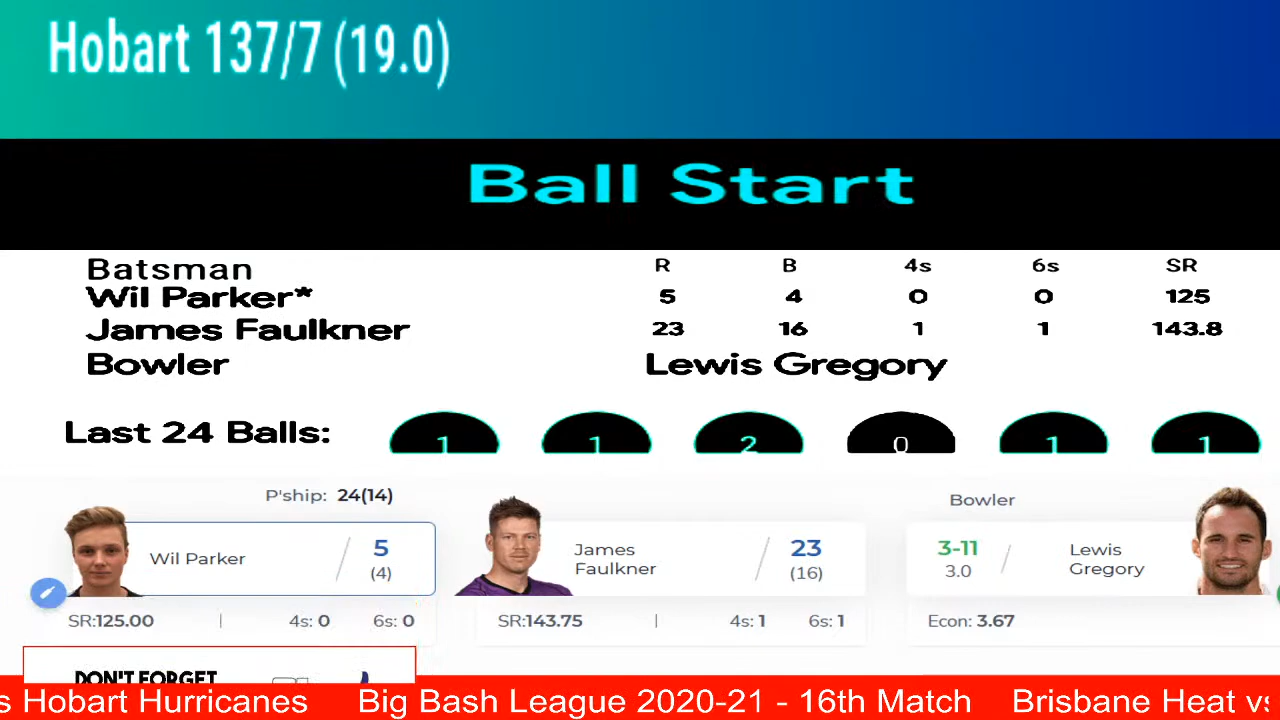 Hobart 137/7 (19.0)
Ball Start
Batsman R B 4s 6s SR
Wil Parker* 5 4 0 0 125
James Faulkner 23 16 1 1 143.8
Bowler Lewis Gregory
Last 24 Balls: 1 1 2 0 1 1
P'ship: 24(14)
Bowler
Wil Parker / 5 (4)
SR:125.00 | 4s: 0 6s: 0
James Faulkner / 23 (16)
SR:143.75 | 4s: 1 6s: 1
3-11 3.0 / Lewis Gregory
Econ: 3.67
DON'T FORGET
s Hobart Hurricanes Big Bash League 2020-21 - 16th Match Brisbane Heat vs